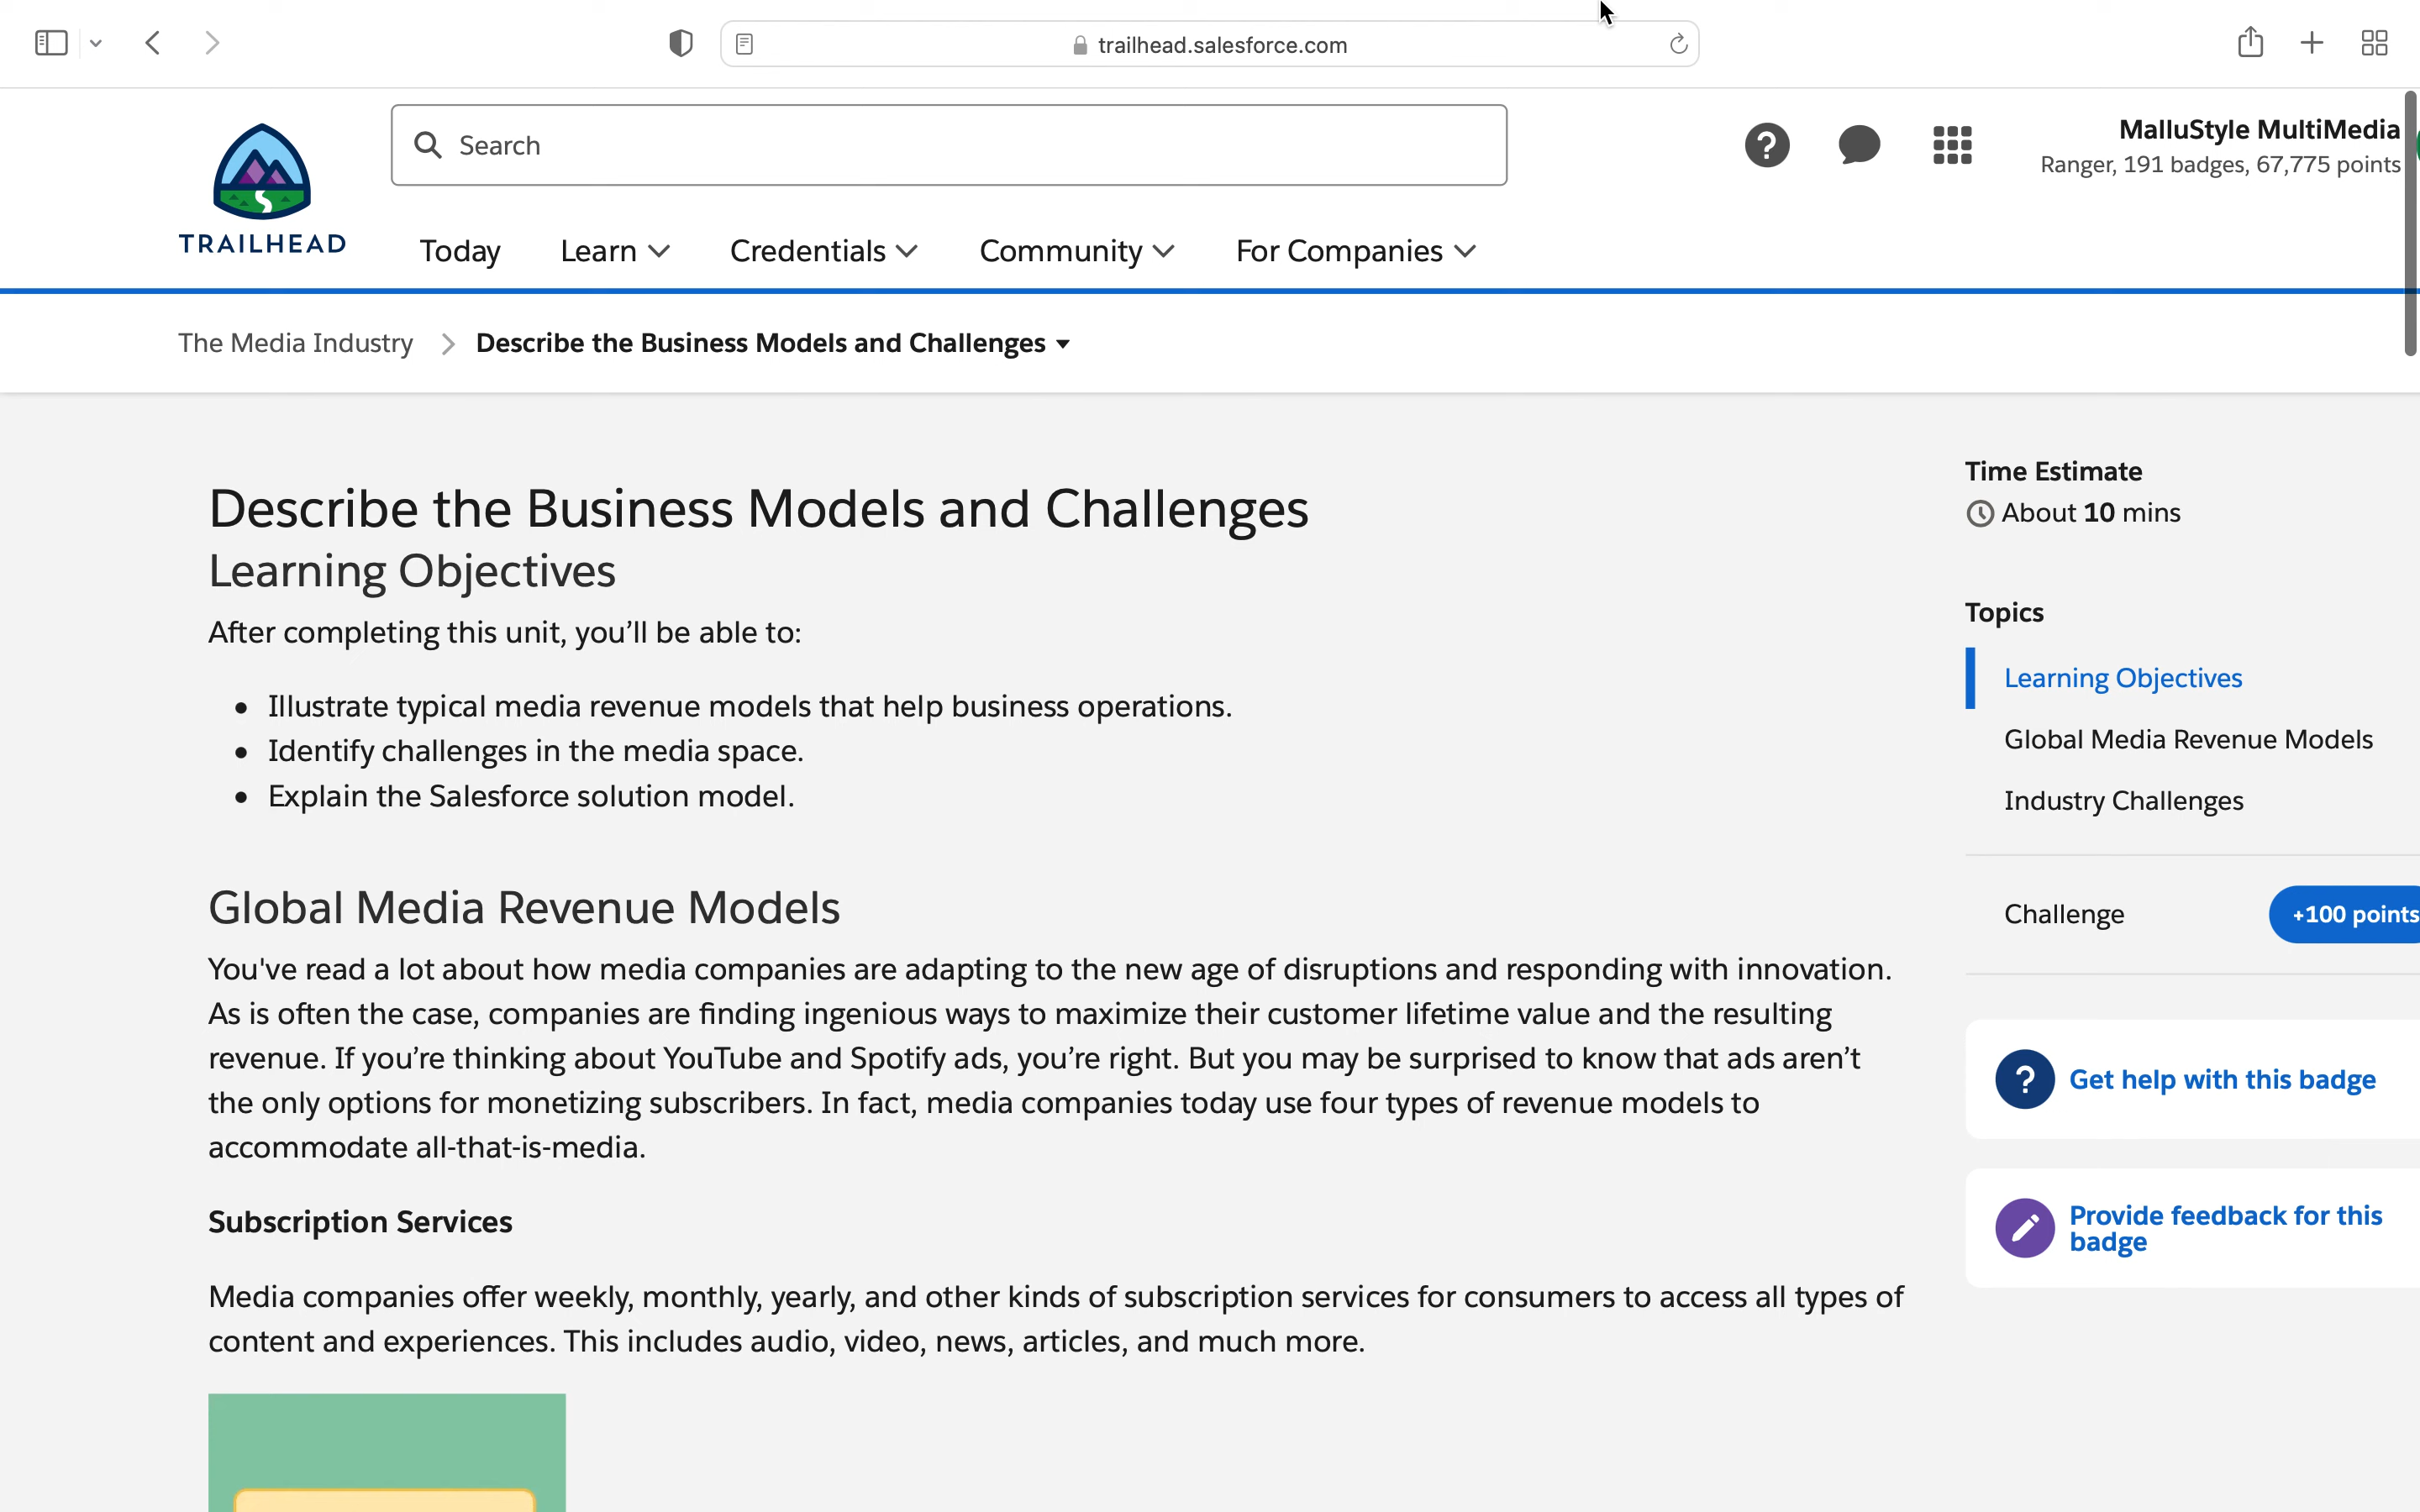 trailhead.salesforce.com
Search
MalluStyle MultiMedia
Ranger, 191 badges, 67,775 points
TRAILHEAD
Today
Learn
Credentials
Community
For Companies
The Media Industry
Describe the Business Models and Challenges
Describe the Business Models and Challenges
Learning Objectives
After completing this unit, you’ll be able to:
• Illustrate typical media revenue models that help business operations.
• Identify challenges in the media space.
• Explain the Salesforce solution model.
Global Media Revenue Models
You've read a lot about how media companies are adapting to the new age of disruptions and responding with innovation.
As is often the case, companies are finding ingenious ways to maximize their customer lifetime value and the resulting
revenue. If you’re thinking about YouTube and Spotify ads, you’re right. But you may be surprised to know that ads aren’t
the only options for monetizing subscribers. In fact, media companies today use four types of revenue models to
accommodate all-that-is-media.
Subscription Services
Media companies offer weekly, monthly, yearly, and other kinds of subscription services for consumers to access all types of
content and experiences. This includes audio, video, news, articles, and much more.
Time Estimate
About 10 mins
Topics
Learning Objectives
Global Media Revenue Models
Industry Challenges
Challenge
+100 points
Get help with this badge
Provide feedback for this
badge